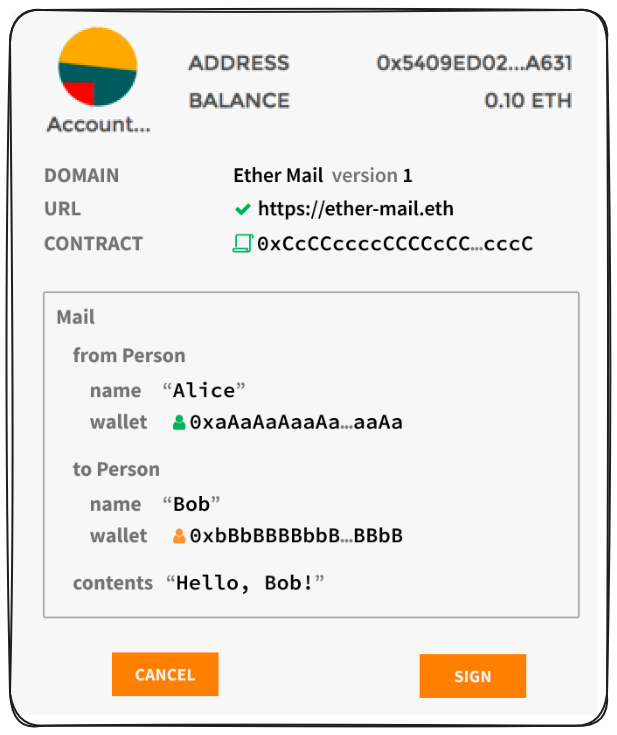 ADDRESS 0x5409ED02...A631
BALANCE 0.10 ETH
Account...
DOMAIN Ether Mail version 1
URL https://ether-mail.eth
CONTRACT 0xCcCCccccCCCCcCC…cccC
Mail
from Person
name “Alice”
wallet 0xaAaAaAaaAa…aaAa
to Person
name “Bob”
wallet 0xbBbBBBBbbB…BBbB
contents “Hello, Bob!”
CANCEL SIGN